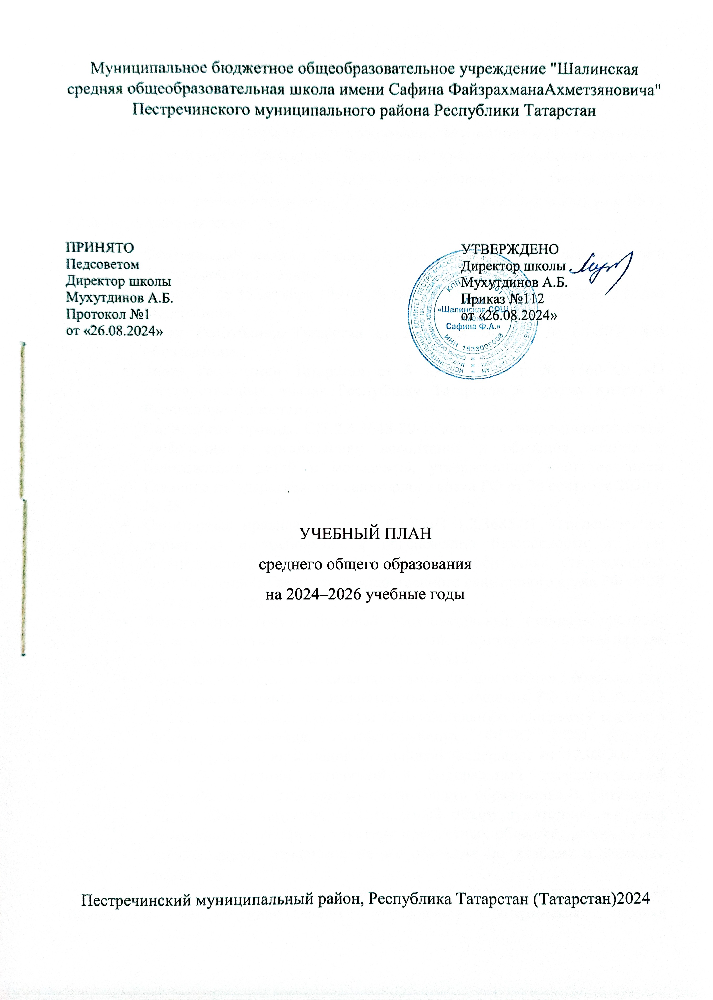 Муниципальное бюджетное общеобразовательное учреждение "Шалинская
средняя общеобразовательная школа имени Сафина ФайзрахманаАхметзяновича"
Пестречинского муниципального района Республики Татарстан
ПРИНЯТО
Педсоветом
Директор школы
Мухутдинов А.Б.
Протокол №1
от «26.08.2024»
УТВЕРЖДЕНО
Директор школы
Мухутдинов А.Б.
Приказ №112
от «26.08.2024»
«Шалинская СОШ
имени
Сафина Ф.А.»
ИНН 1633005008
УЧЕБНЫЙ ПЛАН
среднего общего образования
на 2024–2026 учебные годы
Пестречинский муниципальный район, Республика Татарстан (Татарстан)2024